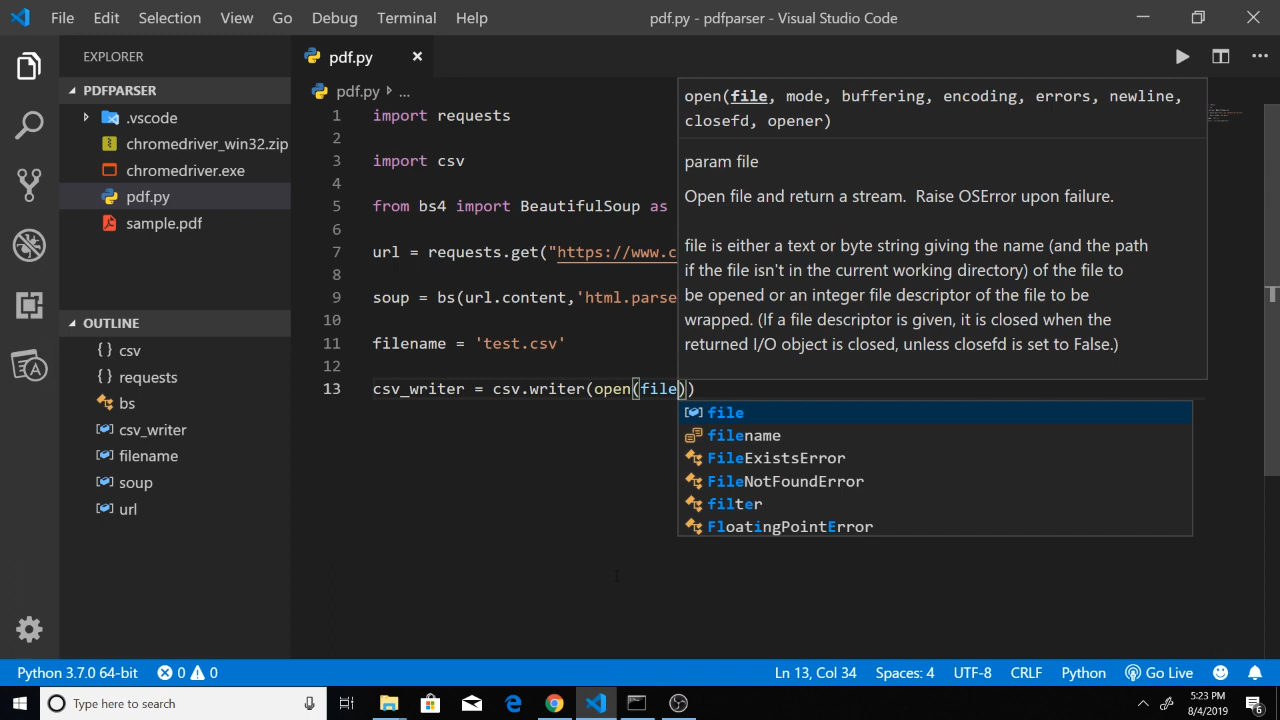 File Edit Selection View Go Debug Terminal Help
pdf.py - pdfparser - Visual Studio Code
EXPLORER
PDFPARSER
.vscode
chromedriver_win32.zip
chromedriver.exe
pdf.py
sample.pdf
OUTLINE
csv
requests
bs
csv_writer
filename
soup
url
pdf.py
pdf.py ...
1 import requests
2
3 import csv
4
5 from bs4 import BeautifulSoup as
6
7 url = requests.get("https://www.c
8
9 soup = bs(url.content,'html.parse
10
11 filename = 'test.csv'
12
13 csv_writer = csv.writer(open(file))
open(file, mode, buffering, encoding, errors, newline,
closefd, opener)
param file
Open file and return a stream. Raise OSError upon failure.
file is either a text or byte string giving the name (and the path
if the file isn't in the current working directory) of the file to
be opened or an integer file descriptor of the file to be
wrapped. (If a file descriptor is given, it is closed when the
returned I/O object is closed, unless closefd is set to False.)
file
filename
FileExistsError
FileNotFoundError
filter
FloatingPointError
Python 3.7.0 64-bit 0 0
Ln 13, Col 34 Spaces: 4 UTF-8 CRLF Python Go Live
Type here to search
5:23 PM
8/4/2019
6